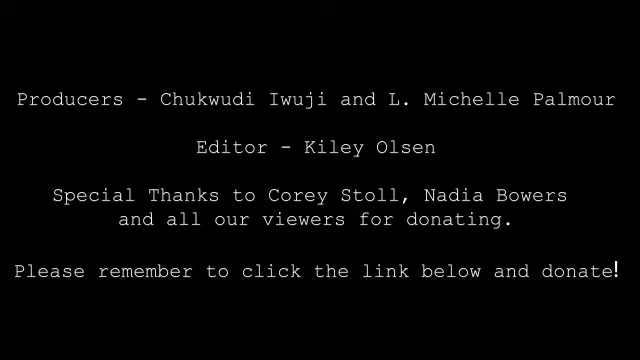 Producers - Chukwudi Iwuji and L. Michelle Palmour
Editor - Kiley Olsen
Special Thanks to Corey Stoll, Nadia Bowers
and all our viewers for donating.
Please remember to click the link below and donate!